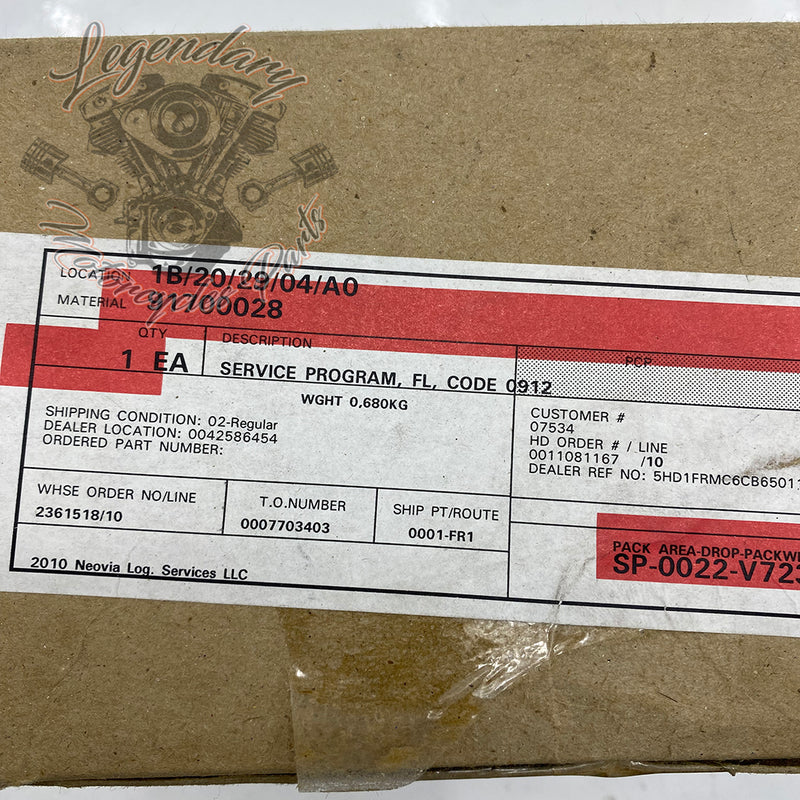 Legendary
Motorcycle Parts
LOCATION 1B/20/29/04/A0
MATERIAL 91700028
QTY DESCRIPTION PCP
1 EA SERVICE PROGRAM, FL, CODE 0912
WGHT 0,680KG
SHIPPING CONDITION: 02-Regular
DEALER LOCATION: 0042586454
ORDERED PART NUMBER:
CUSTOMER #
07534
HD ORDER # / LINE
0011081167 /10
DEALER REF NO: 5HD1FRMC6CB65011
WHSE ORDER NO/LINE
2361518/10
T.O.NUMBER
0007703403
SHIP PT/ROUTE
0001-FR1
PACK AREA-DROP-PACKW
SP-0022-V723
2010 Neovia Log. Services LLC